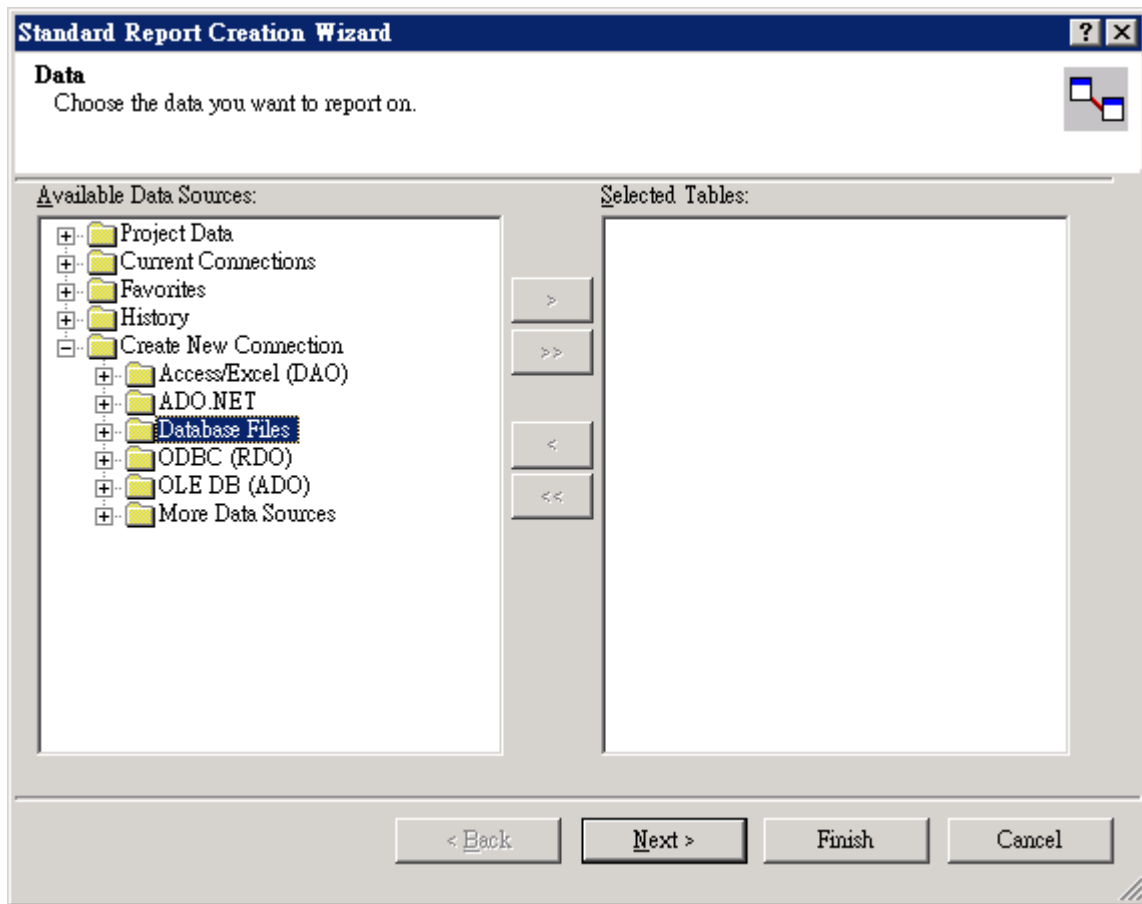 Standard Report Creation Wizard
Data
Choose the data you want to report on.
Available Data Sources:
Selected Tables:
Project Data
Current Connections
Favorites
History
Create New Connection
Access/Excel (DAO)
ADO.NET
Database Files
ODBC (RDO)
OLE DB (ADO)
More Data Sources
>
>>
<
<<
< Back
Next >
Finish
Cancel